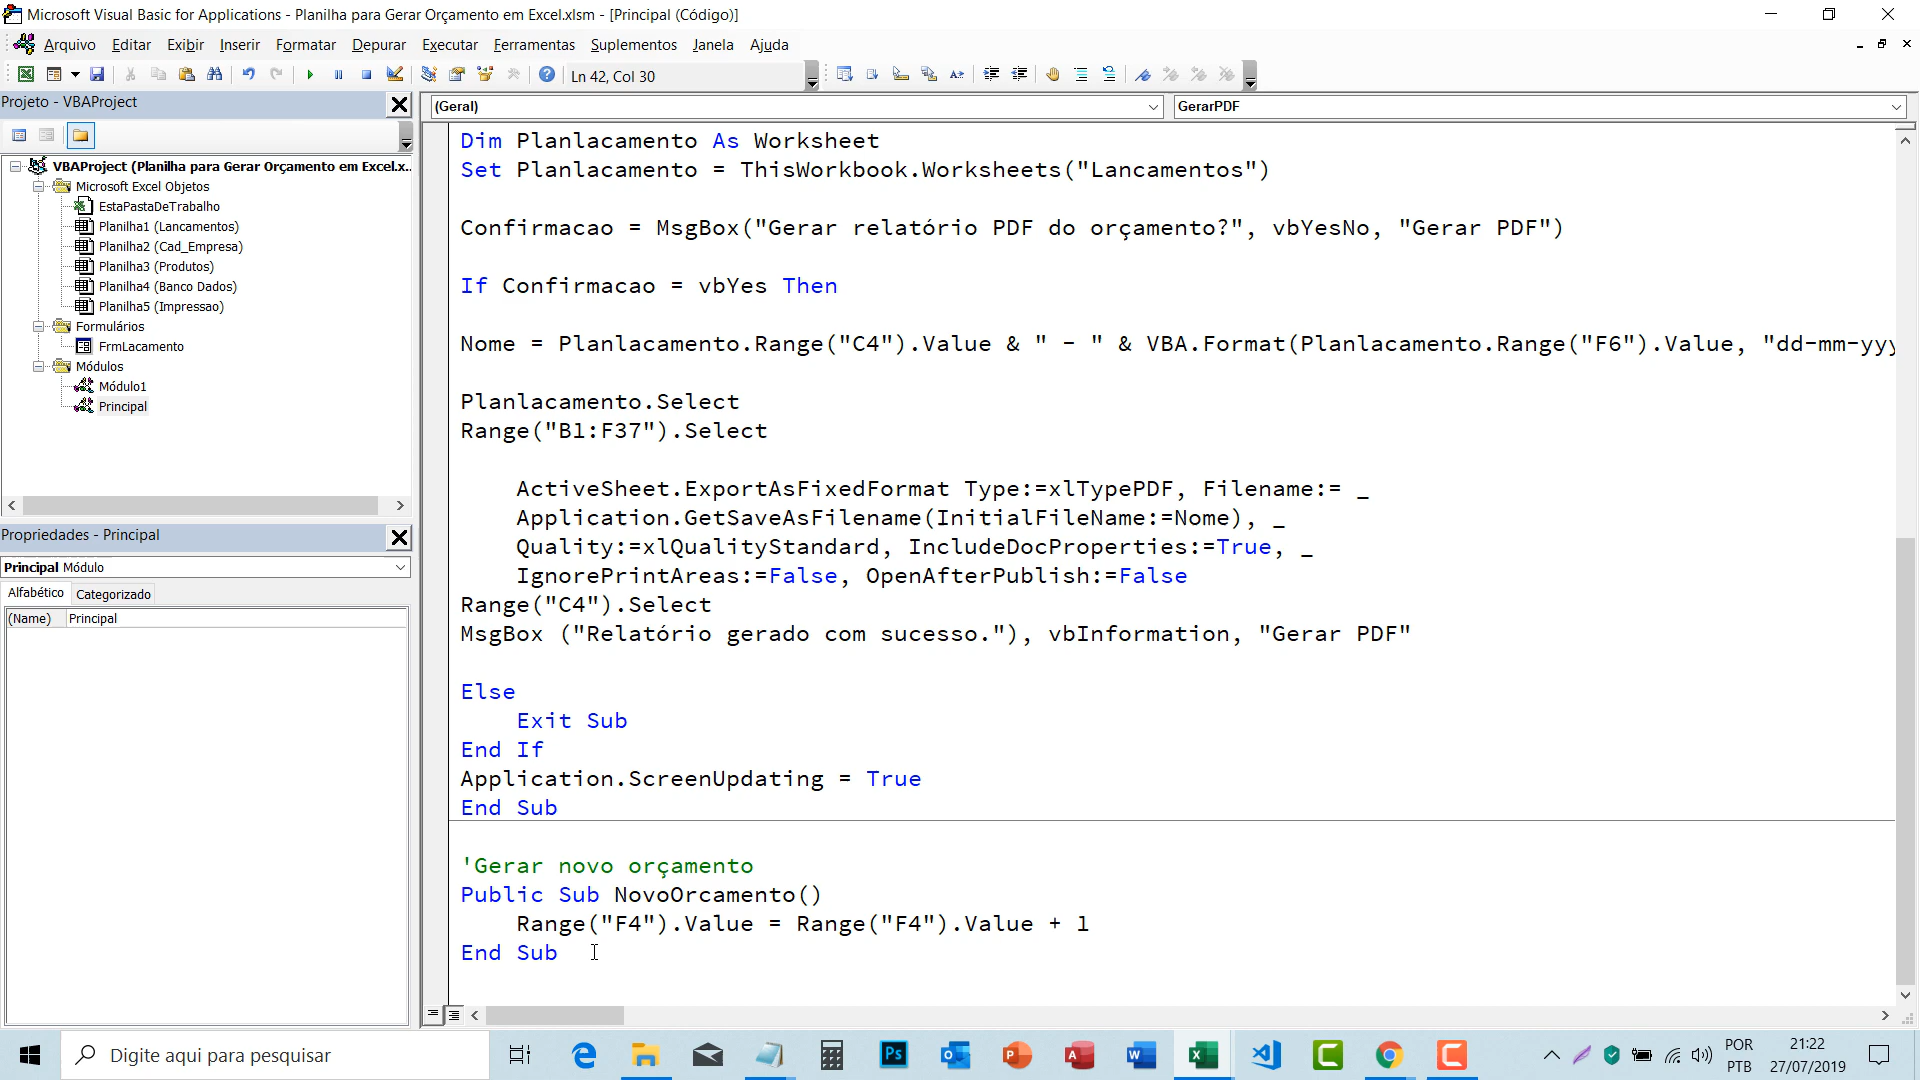 Microsoft Visual Basic for Applications - Planilha para Gerar Orçamento em Excel.xlsm - [Principal (Código)]
Arquivo Editar Exibir Inserir Formatar Depurar Executar Ferramentas Suplementos Janela Ajuda
Ln 42, Col 30
Projeto - VBAProject
VBAProject (Planilha para Gerar Orçamento em Excel.x..
Microsoft Excel Objetos
EstaPastaDeTrabalho
Planilha1 (Lancamentos)
Planilha2 (Cad_Empresa)
Planilha3 (Produtos)
Planilha4 (Banco Dados)
Planilha5 (Impressao)
Formulários
FrmLacamento
Módulos
Módulo1
Principal
Propriedades - Principal
Principal Módulo
Alfabético Categorizado
(Name) Principal
(Geral) GerarPDF
Dim Planlacamento As Worksheet
Set Planlacamento = ThisWorkbook.Worksheets("Lancamentos")
Confirmacao = MsgBox("Gerar relatório PDF do orçamento?", vbYesNo, "Gerar PDF")
If Confirmacao = vbYes Then
Nome = Planlacamento.Range("C4").Value & " - " & VBA.Format(Planlacamento.Range("F6").Value, "dd-mm-yyy
Planlacamento.Select
Range("B1:F37").Select
ActiveSheet.ExportAsFixedFormat Type:=xlTypePDF, Filename:= _
Application.GetSaveAsFilename(InitialFileName:=Nome), _
Quality:=xlQualityStandard, IncludeDocProperties:=True, _
IgnorePrintAreas:=False, OpenAfterPublish:=False
Range("C4").Select
MsgBox ("Relatório gerado com sucesso."), vbInformation, "Gerar PDF"
Else
Exit Sub
End If
Application.ScreenUpdating = True
End Sub
'Gerar novo orçamento
Public Sub NovoOrcamento()
Range("F4").Value = Range("F4").Value + 1
End Sub
Digite aqui para pesquisar
POR
PTB
21:22
27/07/2019